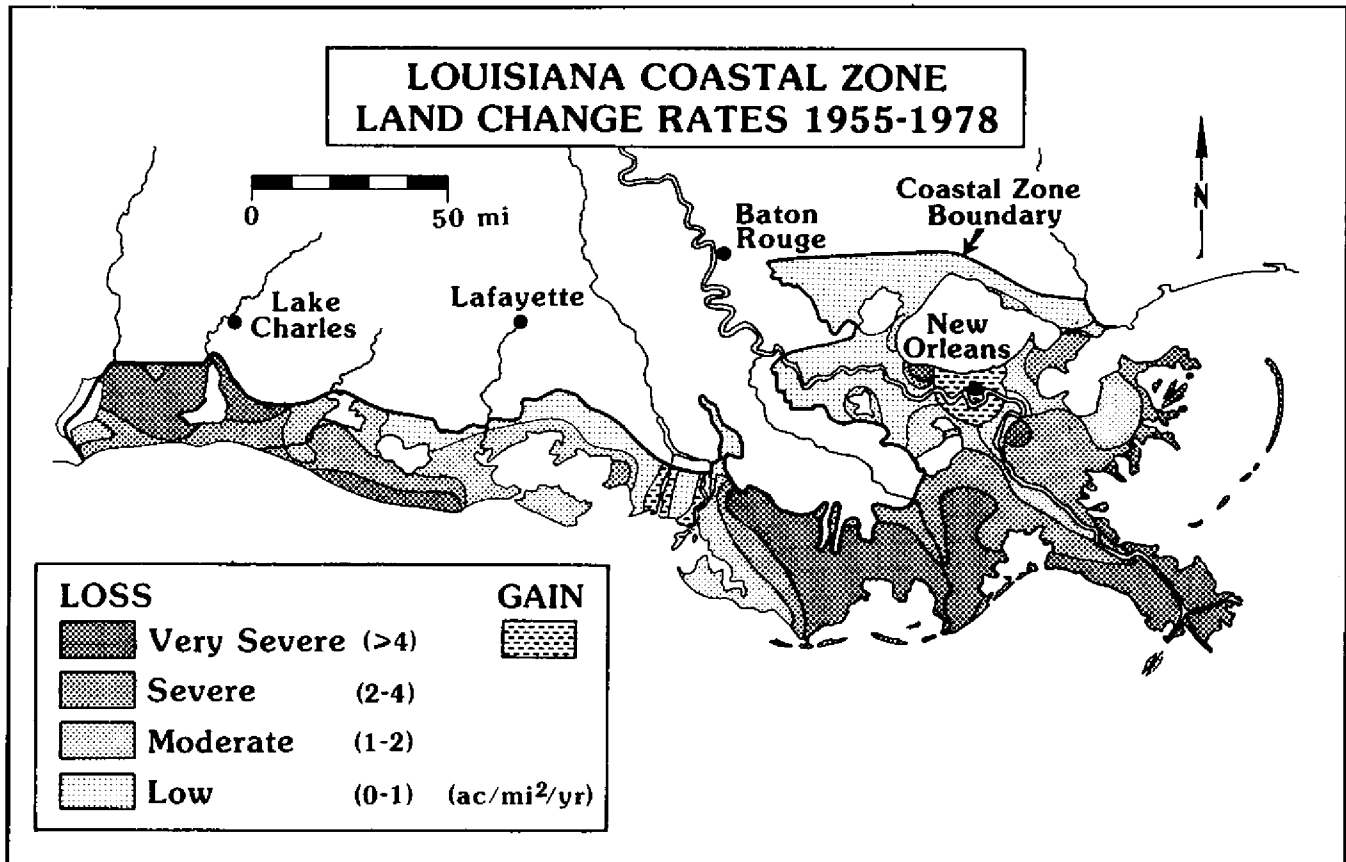 LOUISIANA COASTAL ZONE
LAND CHANGE RATES 1955-1978
0 50 mi
Baton
Rouge
Coastal Zone
Boundary
N
Lake
Charles
Lafayette
New
Orleans
LOSS GAIN
Very Severe (>4)
Severe (2-4)
Moderate (1-2)
Low (0-1) (ac/mi²/yr)